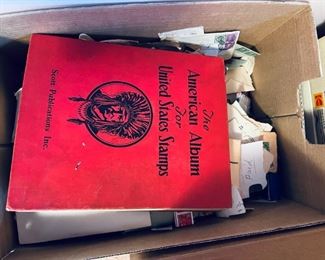 The
American Album
For
United States Stamps
Scott Publications Inc.